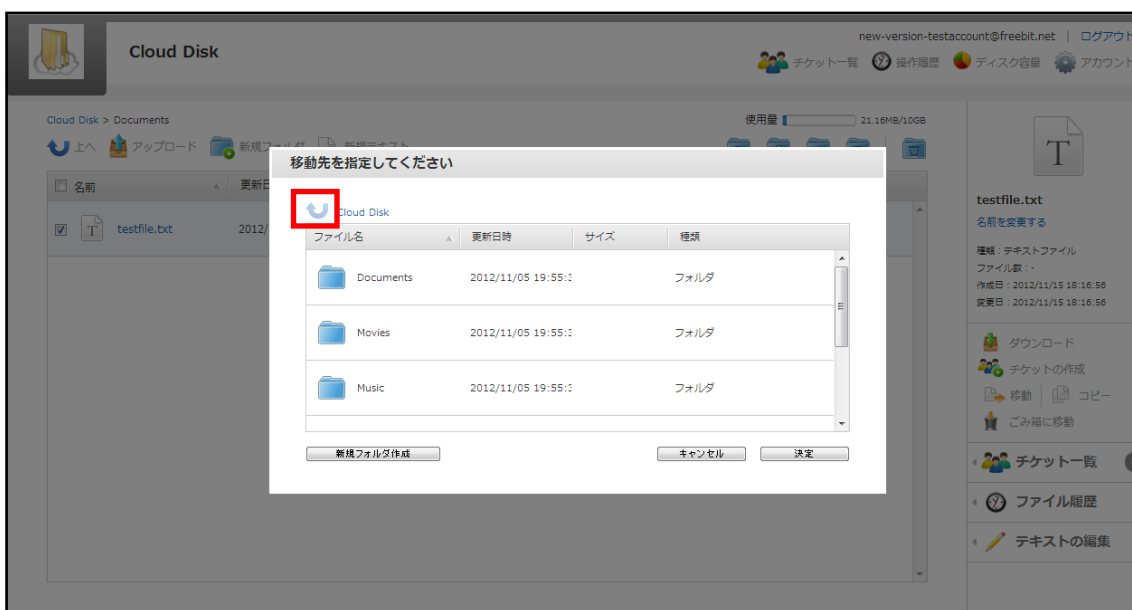 new-version-testaccount@freebit.net | ログアウト
Cloud Disk
チケット一覧 操作履歴 ディスク容量 アカウント
Cloud Disk > Documents
使用量 21.16MB/10GB
上へ アップロード 新規フォルダ 新規テキスト
移動先を指定してください
名前 更新日
testfile.txt 2012/
Cloud Disk
ファイル名 更新日時 サイズ 種類
Documents 2012/11/05 19:55:3 フォルダ
Movies 2012/11/05 19:55:3 フォルダ
Music 2012/11/05 19:55:3 フォルダ
新規フォルダ作成 キャンセル 決定
T
testfile.txt
名前を変更する
種類：テキストファイル
ファイル数：-
作成日：2012/11/15 18:16:56
変更日：2012/11/15 18:16:56
ダウンロード
チケットの作成
移動 コピー
ごみ箱に移動
チケット一覧
ファイル履歴
テキストの編集